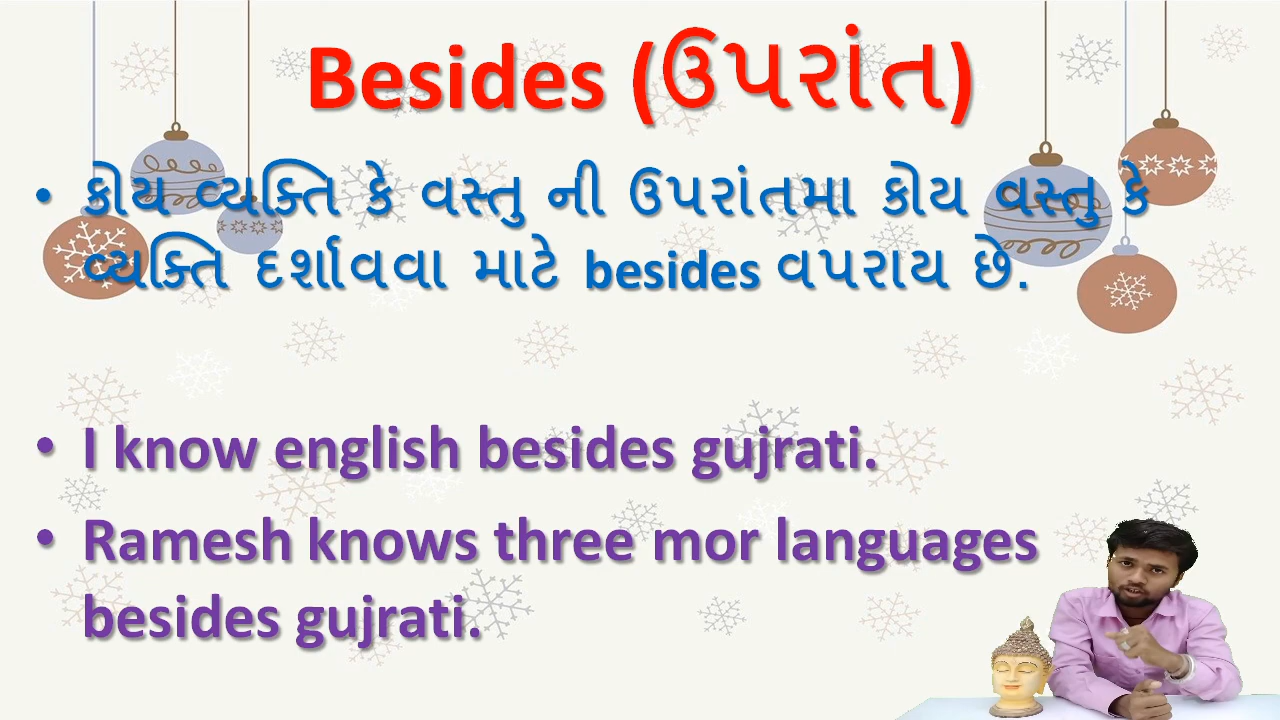 Besides (ઉપરાંત)
• કોય વ્યક્તિ કે વસ્તુ ની ઉપરાંતમા કોય વસ્તુ કે
વ્યક્તિ દર્શાવવા માટે besides વપરાય છે.
• I know english besides gujrati.
• Ramesh knows three mor languages
besides gujrati.